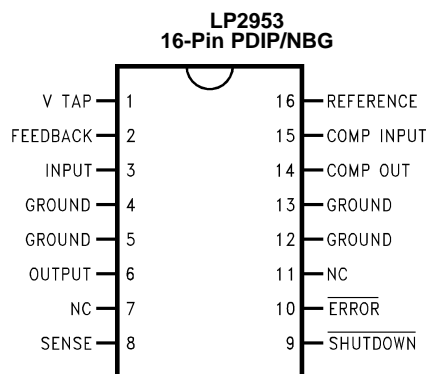 LP2953
16-Pin PDIP/NBG
V TAP 1 16 REFERENCE
FEEDBACK 2 15 COMP INPUT
INPUT 3 14 COMP OUT
GROUND 4 13 GROUND
GROUND 5 12 GROUND
OUTPUT 6 11 NC
NC 7 10 ERROR
SENSE 8 9 SHUTDOWN